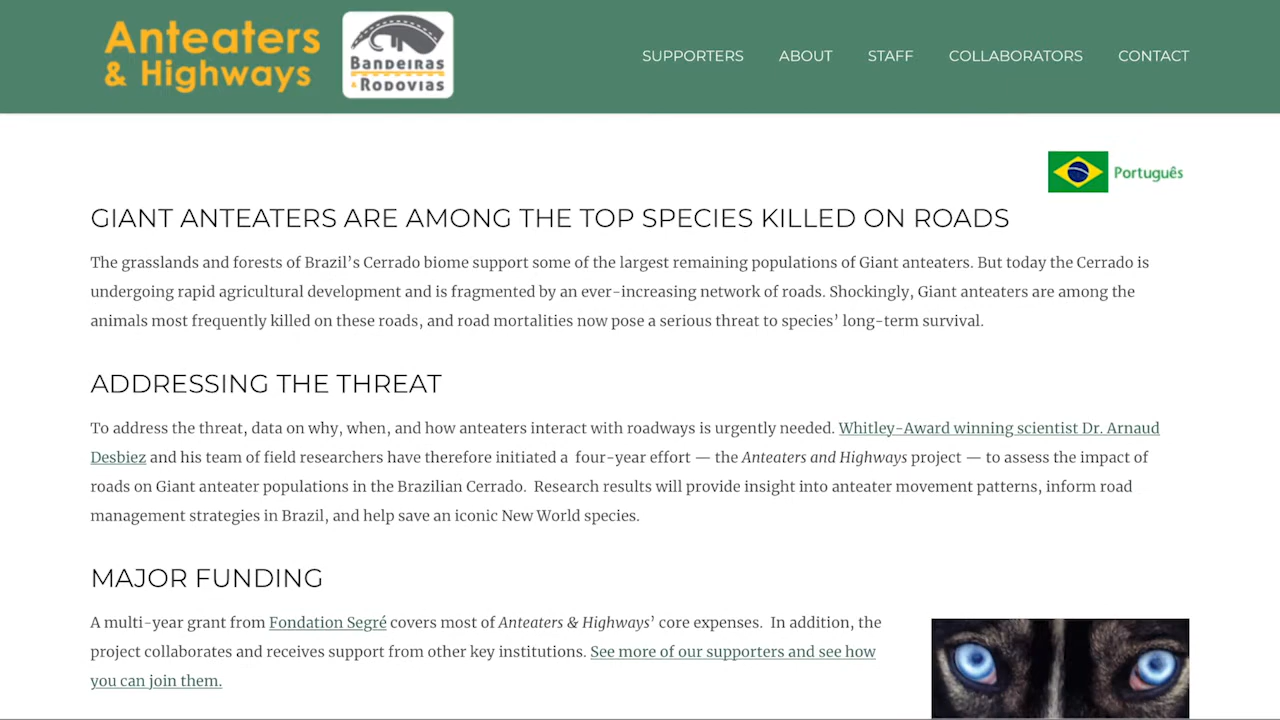 Anteaters
& Highways
Bandeiras
& Rodovias
SUPPORTERS ABOUT STAFF COLLABORATORS CONTACT
Português
GIANT ANTEATERS ARE AMONG THE TOP SPECIES KILLED ON ROADS
The grasslands and forests of Brazil’s Cerrado biome support some of the largest remaining populations of Giant anteaters. But today the Cerrado is
undergoing rapid agricultural development and is fragmented by an ever-increasing network of roads. Shockingly, Giant anteaters are among the
animals most frequently killed on these roads, and road mortalities now pose a serious threat to species’ long-term survival.
ADDRESSING THE THREAT
To address the threat, data on why, when, and how anteaters interact with roadways is urgently needed. Whitley-Award winning scientist Dr. Arnaud
Desbiez and his team of field researchers have therefore initiated a four-year effort — the Anteaters and Highways project — to assess the impact of
roads on Giant anteater populations in the Brazilian Cerrado. Research results will provide insight into anteater movement patterns, inform road
management strategies in Brazil, and help save an iconic New World species.
MAJOR FUNDING
A multi-year grant from Fondation Segré covers most of Anteaters & Highways’ core expenses. In addition, the
project collaborates and receives support from other key institutions. See more of our supporters and see how
you can join them.